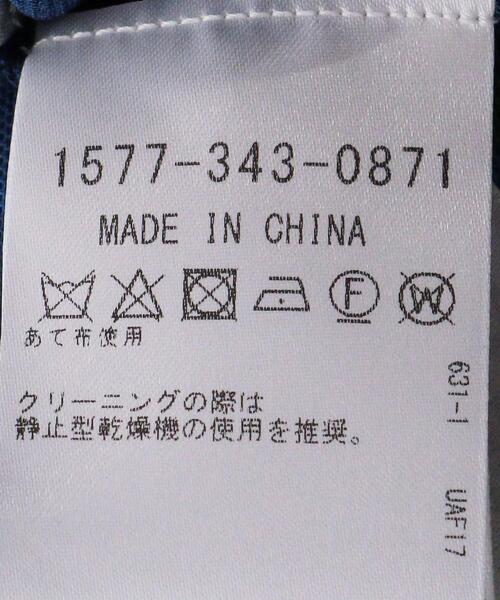 1577-343-0871
MADE IN CHINA
F
W
あて布使用
クリーニングの際は
静止型乾燥機の使用を推奨。
631-1
UAF17